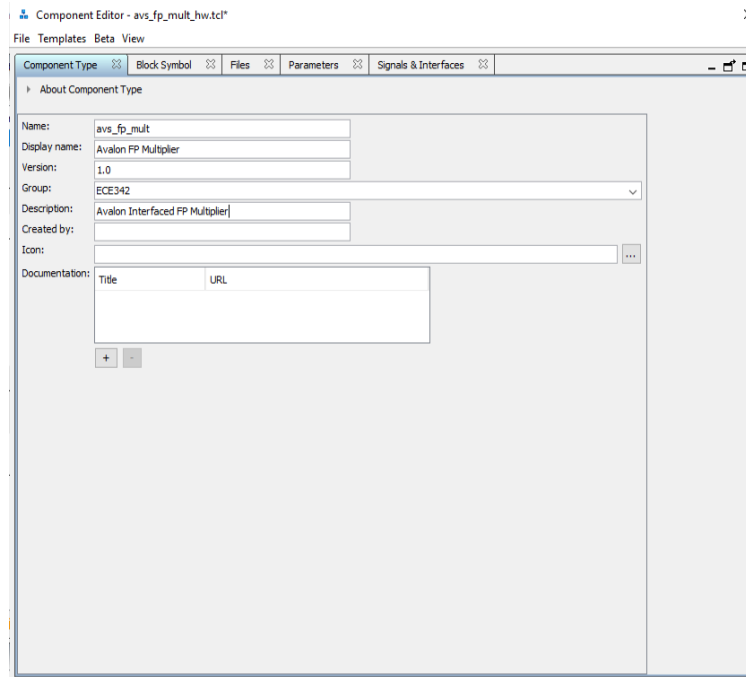 Component Editor - avs_fp_mult_hw.tcl*
File Templates Beta View
Component Type Block Symbol Files Parameters Signals & Interfaces
About Component Type
Name: avs_fp_mult
Display name: Avalon FP Multiplier
Version: 1.0
Group: ECE342
Description: Avalon Interfaced FP Multiplier
Created by:
Icon: ...
Documentation: Title URL
+ -